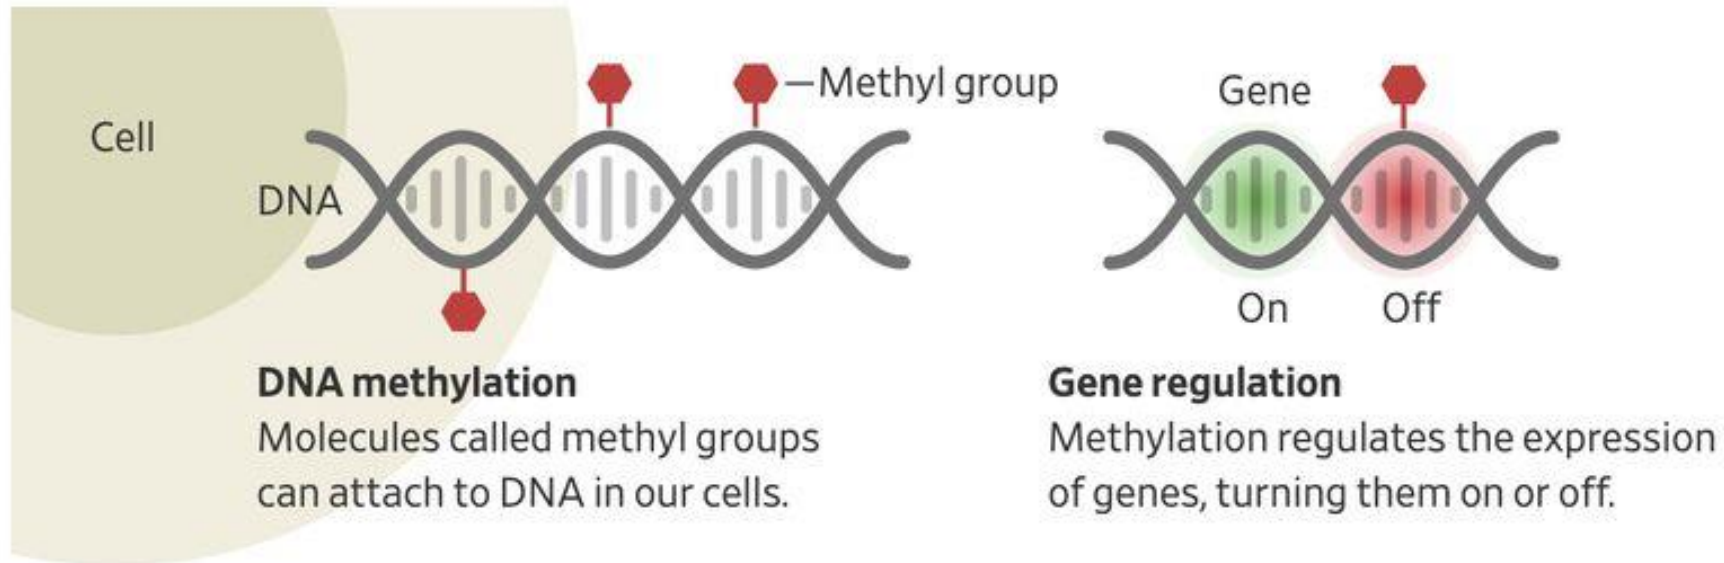 Cell
DNA
Methyl group
Gene
On
Off
DNA methylation
Molecules called methyl groups
can attach to DNA in our cells.
Gene regulation
Methylation regulates the expression
of genes, turning them on or off.